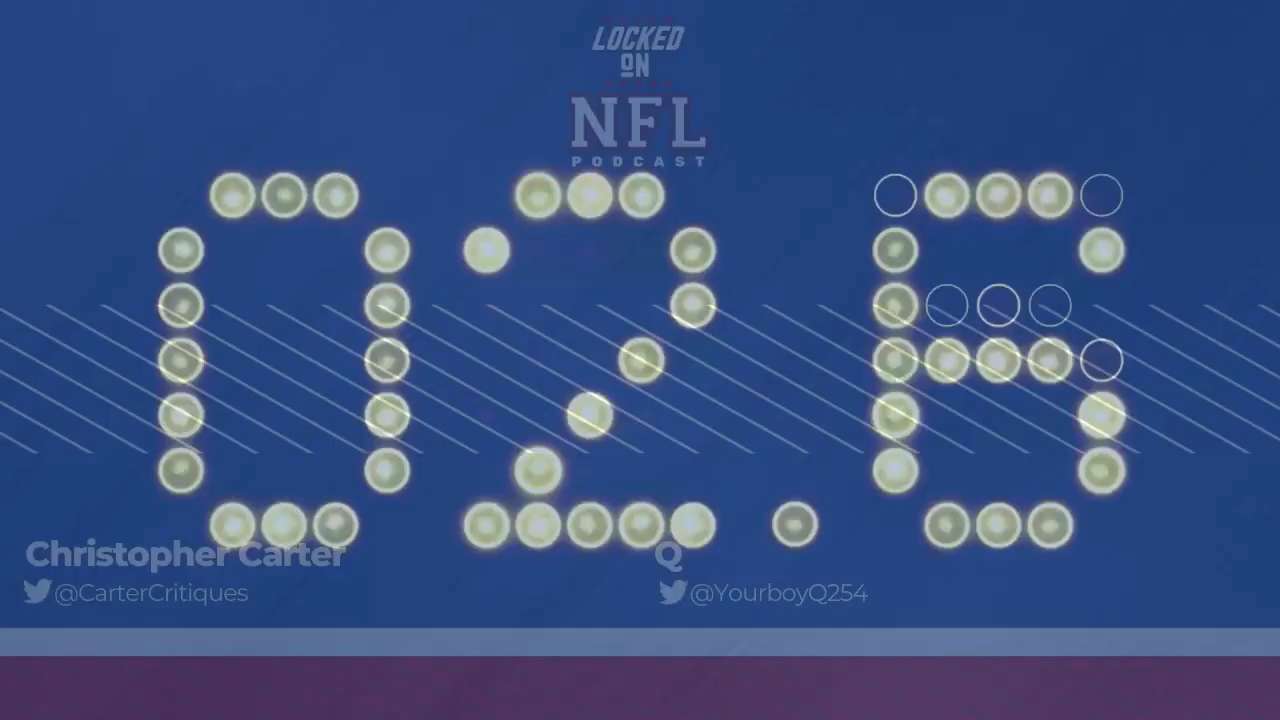 LOCKED
ON
NFL
PODCAST
02.6
Christopher Carter
Q
@CarterCritiques
@YourboyQ254